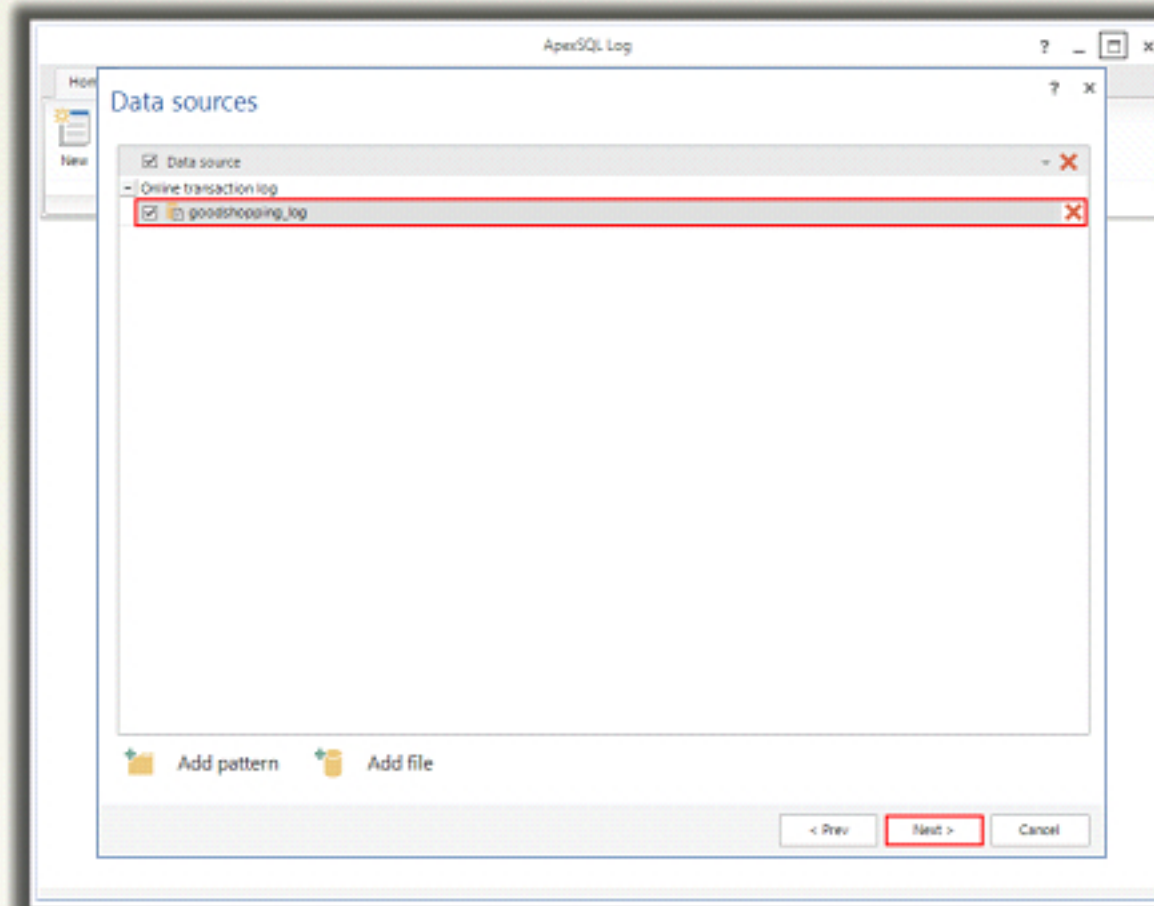 ApexSQL Log
? _ ×
Hom
Data sources
? ×
New
Data source
Online transaction log
goodshopping_log
Add pattern
Add file
< Prev
Next >
Cancel